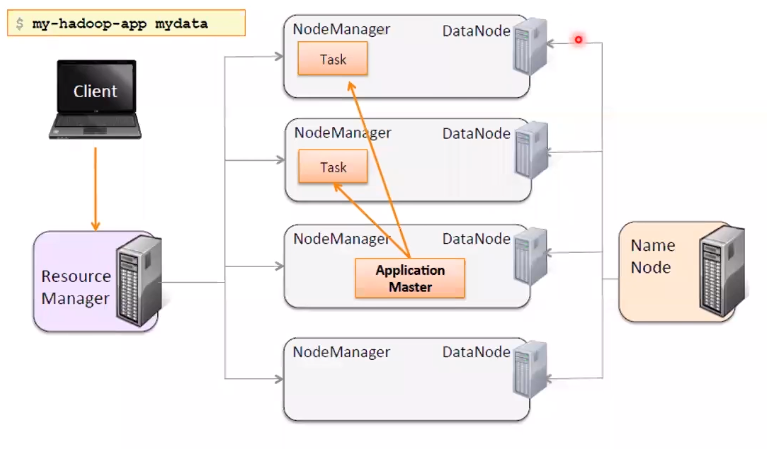 $ my-hadoop-app mydata
Client
Resource
Manager
NodeManager
DataNode
Task
NodeManager
DataNode
Task
NodeManager
DataNode
Application
Master
NodeManager
DataNode
Name
Node